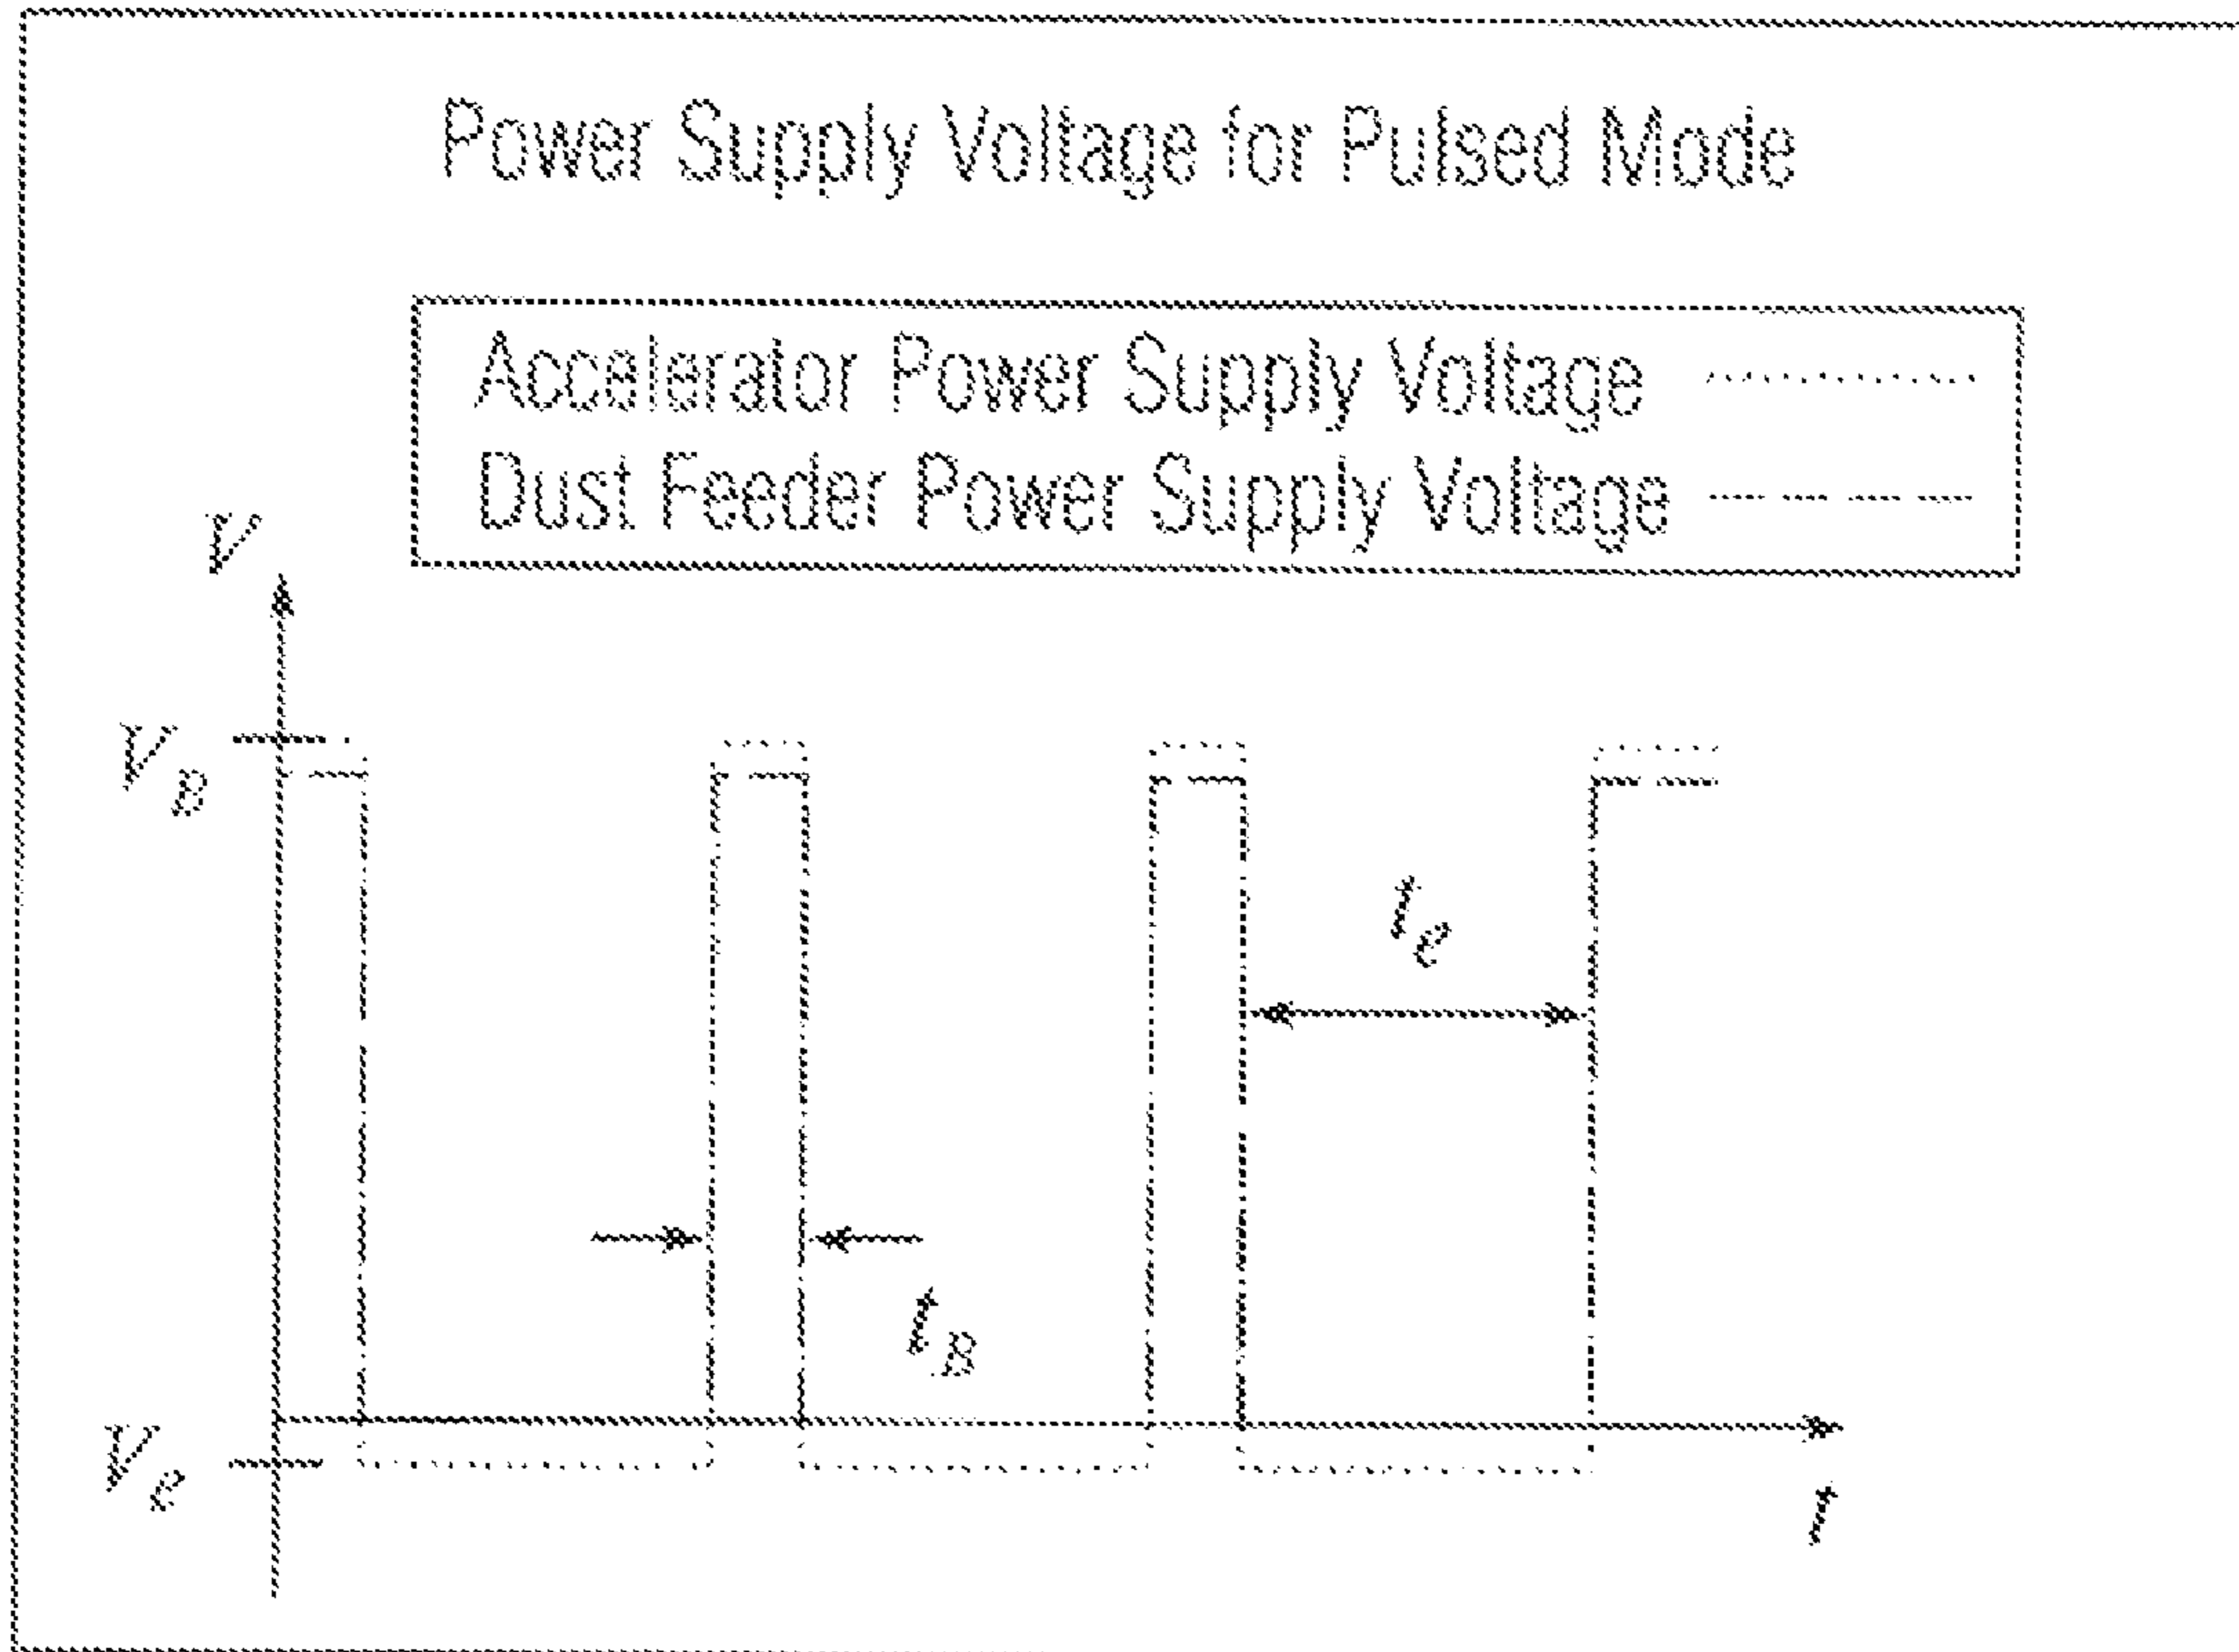 Power Supply Voltage for Pulsed Mode
Accelerator Power Supply Voltage
Dust Feeder Power Supply Voltage
V
V_B
t_e
t_B
V_e
t